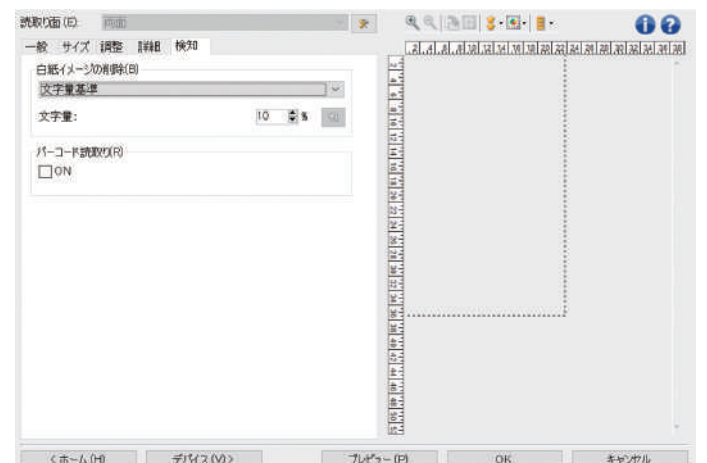 読取り面(E): 両面
一般 サイズ 調整 詳細 検知
白紙イメージの削除(B)
文字量基準
文字量: 10 %
バーコード読取り(R)
ON
< ホーム(H) デバイス(V) > プレビュー(P) OK キャンセル